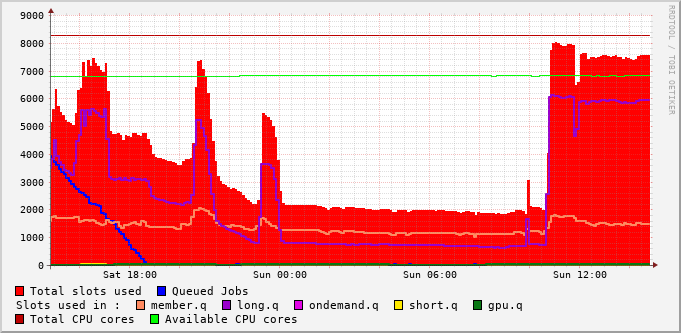 RRDTOOL / TOBI OETIKER
9000
8000
7000
6000
5000
4000
3000
2000
1000
0
Sat 18:00 Sun 00:00 Sun 06:00 Sun 12:00
Total slots used Queued Jobs
Slots used in : member.q long.q ondemand.q short.q gpu.q
Total CPU cores Available CPU cores